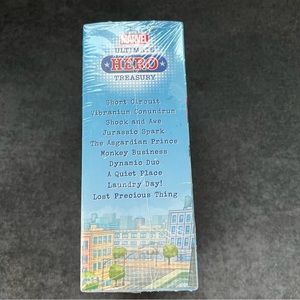 MARVEL
ULTIMATE
HERO
TREASURY
Short Circuit
Vibranium Conundrum
Shock and Awe
Jurassic Spark
The Asgardian Prince
Monkey Business
Dynamic Duo
A Quiet Place
Laundry Day!
Lost Precious Thing